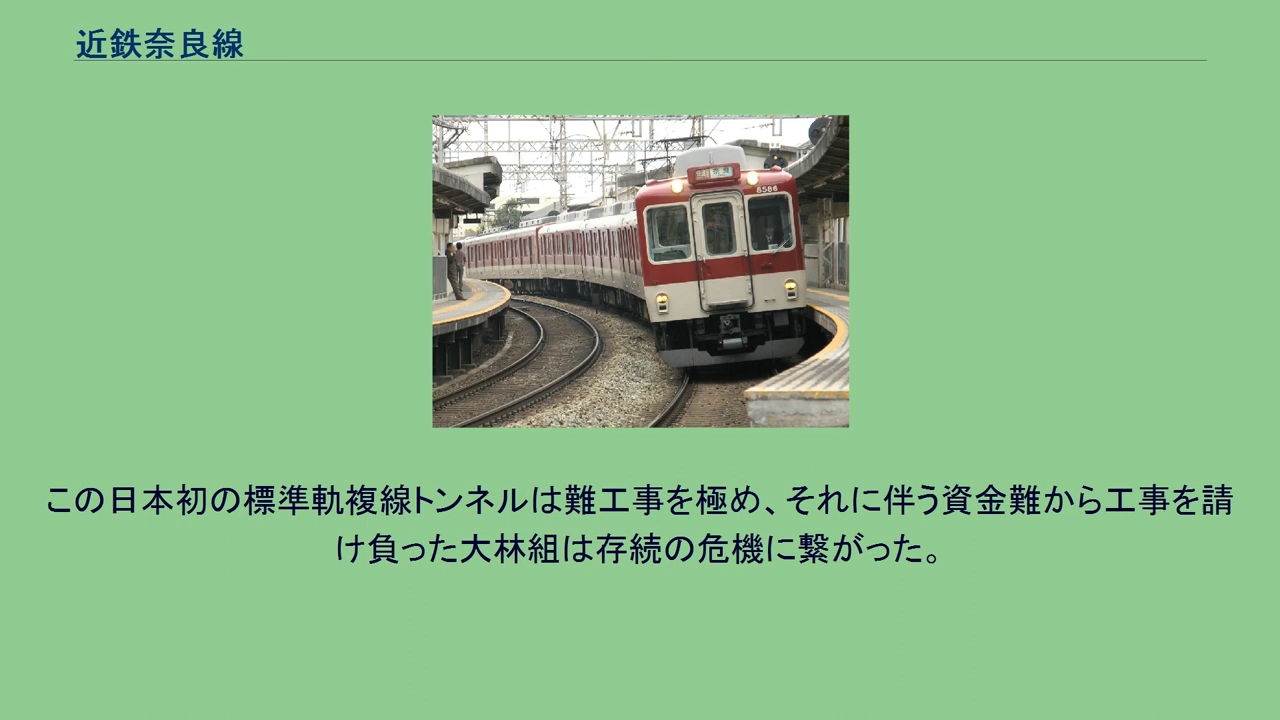 近鉄奈良線
8586
この日本初の標準軌複線トンネルは難工事を極め、それに伴う資金難から工事を請
け負った大林組は存続の危機に繋がった。